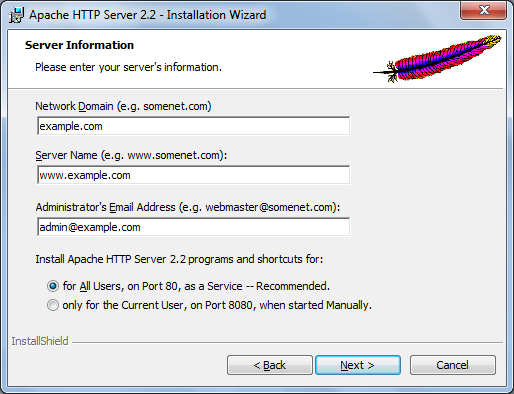 Apache HTTP Server 2.2 - Installation Wizard
Server Information
Please enter your server's information.
Network Domain (e.g. somenet.com)
example.com
Server Name (e.g. www.somenet.com):
www.example.com
Administrator's Email Address (e.g. webmaster@somenet.com):
admin@example.com
Install Apache HTTP Server 2.2 programs and shortcuts for:
for All Users, on Port 80, as a Service -- Recommended.
only for the Current User, on Port 8080, when started Manually.
InstallShield
< Back Next > Cancel